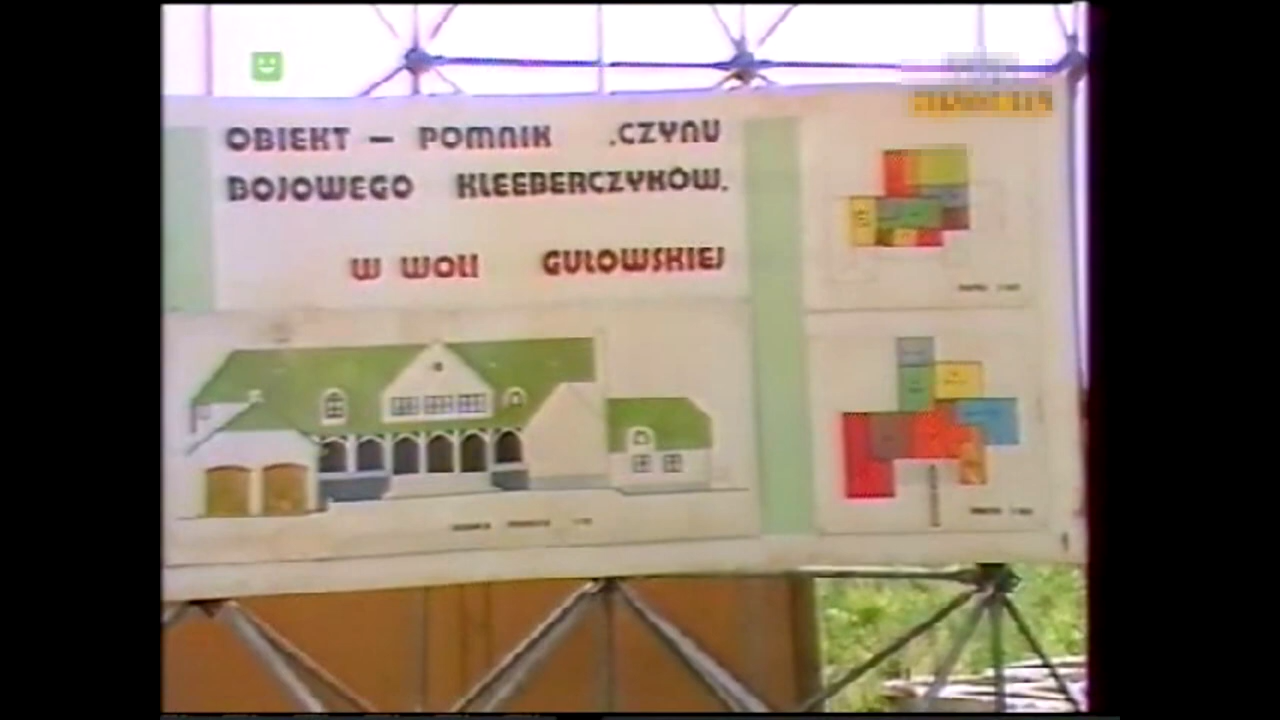 OBIEKT — POMNIK .CZYNU
BOJOWEGO KLEEBERCZYKÓW.
W WOLI GUŁOWSKIEJ